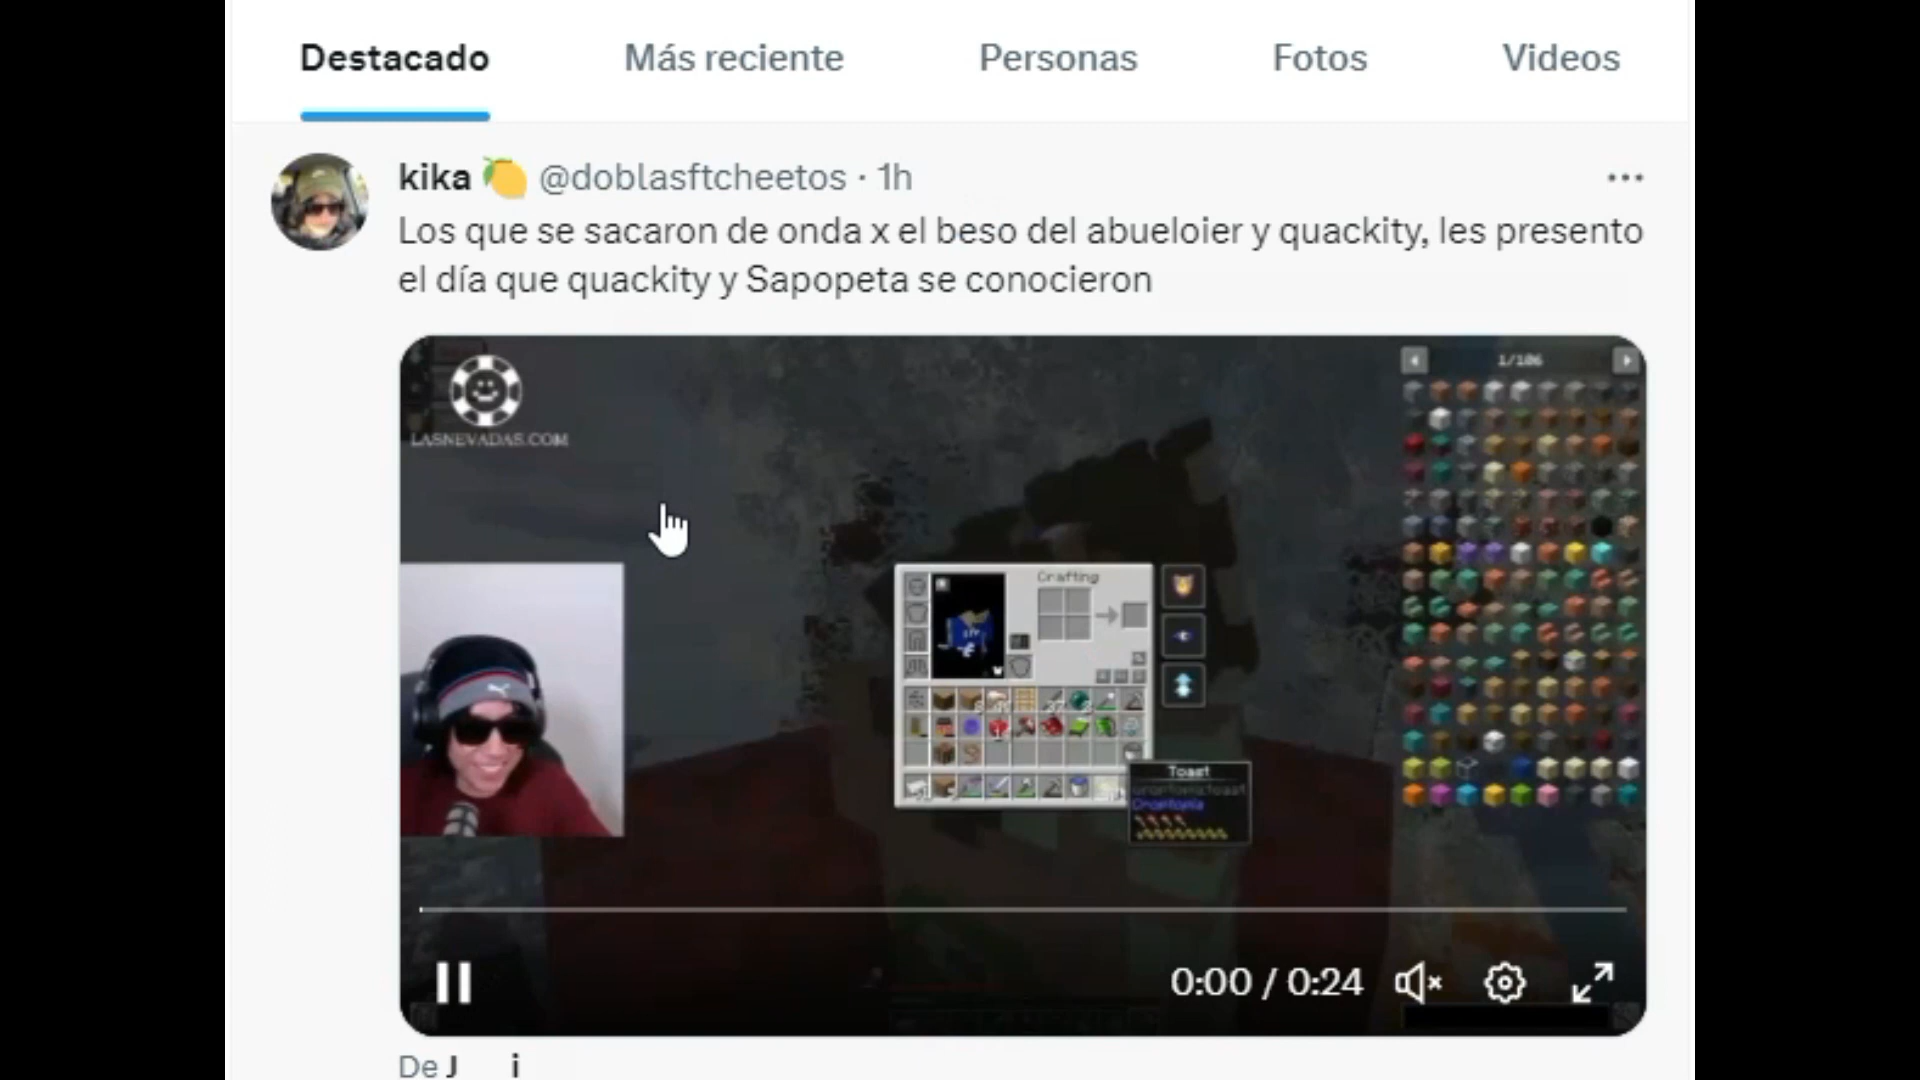 Destacado Más reciente Personas Fotos Videos
kika 🍋 @doblasftcheetos · 1h
Los que se sacaron de onda x el beso del abueloier y quackity, les presento
el día que quackity y Sapopeta se conocieron
LASNEVADAS.COM
1/186
Crafting
Toast
0:00 / 0:24
De J i